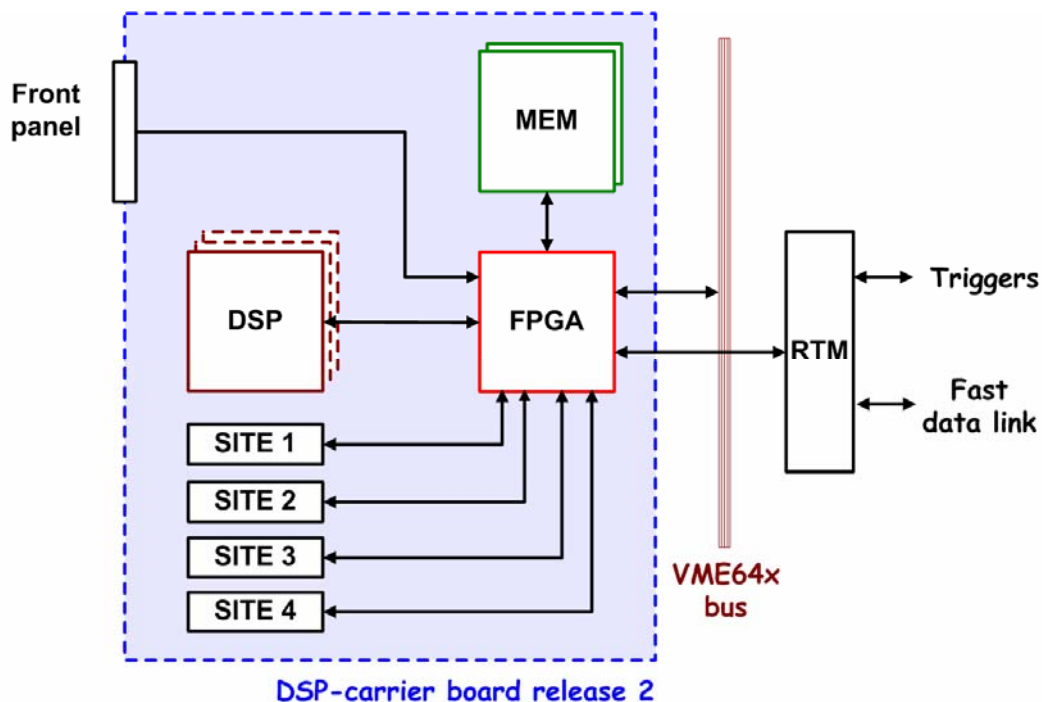 Front
panel
MEM
DSP
FPGA
RTM
Triggers
Fast
data link
SITE 1
SITE 2
SITE 3
SITE 4
VME64x
bus
DSP-carrier board release 2